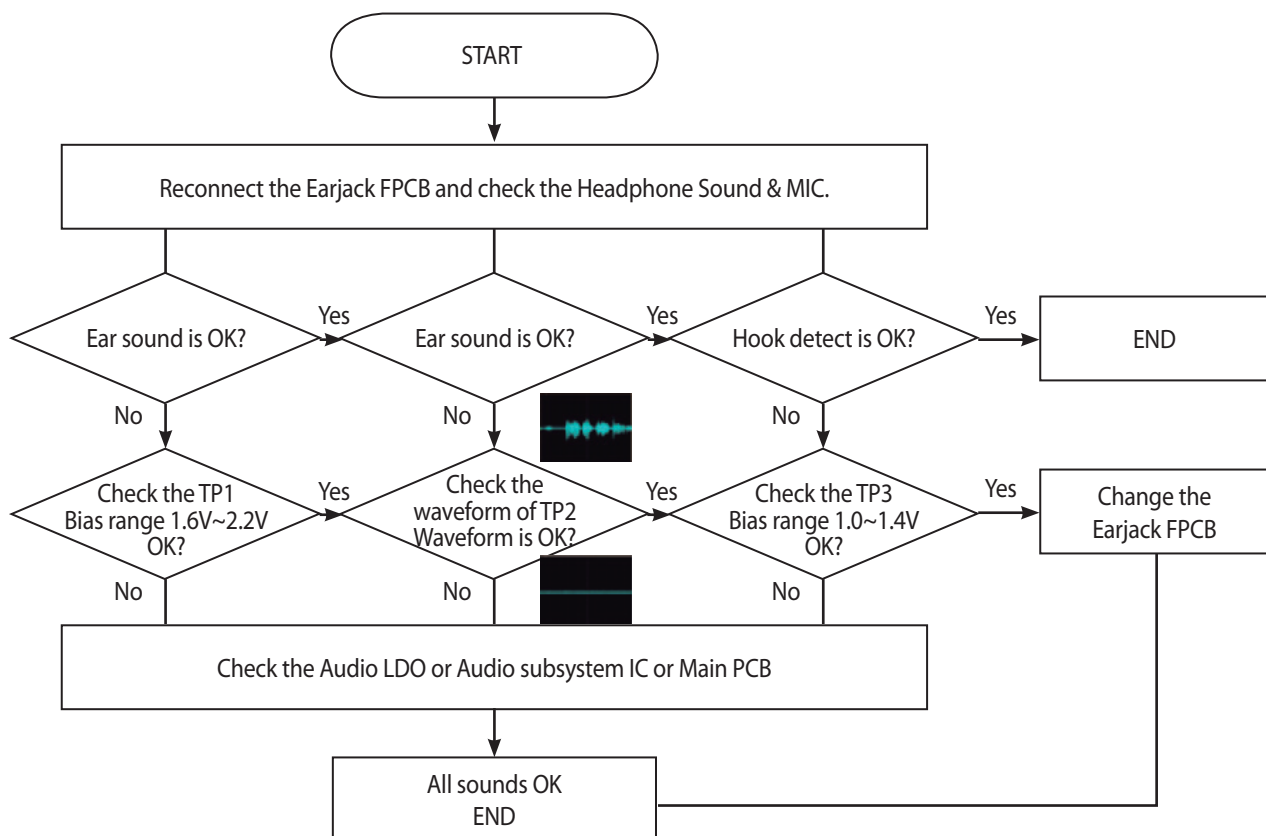 START
Reconnect the Earjack FPCB and check the Headphone Sound & MIC.
Ear sound is OK?
Yes
Ear sound is OK?
Yes
Hook detect is OK?
Yes
END
No
No
No
Check the TP1
Bias range 1.6V~2.2V
OK?
Yes
Check the
waveform of TP2
Waveform is OK?
Yes
Check the TP3
Bias range 1.0~1.4V
OK?
Yes
Change the
Earjack FPCB
No
No
No
Check the Audio LDO or Audio subsystem IC or Main PCB
All sounds OK
END